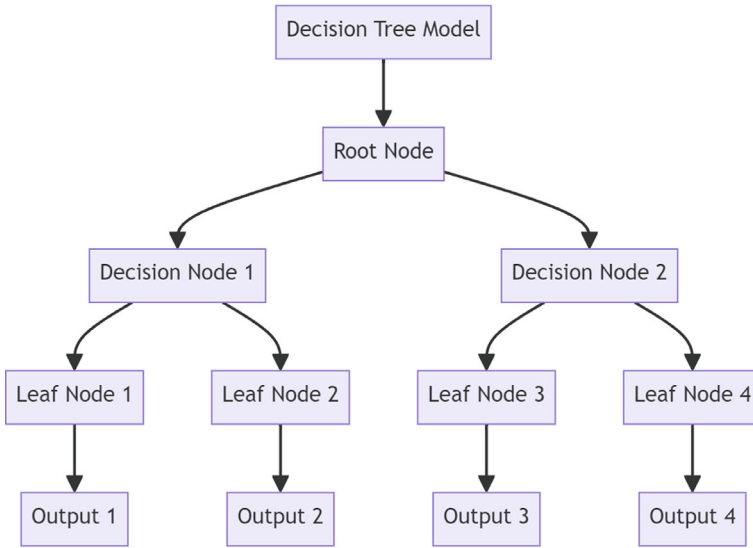 Decision Tree Model
Root Node
Decision Node 1
Decision Node 2
Leaf Node 1
Leaf Node 2
Leaf Node 3
Leaf Node 4
Output 1
Output 2
Output 3
Output 4